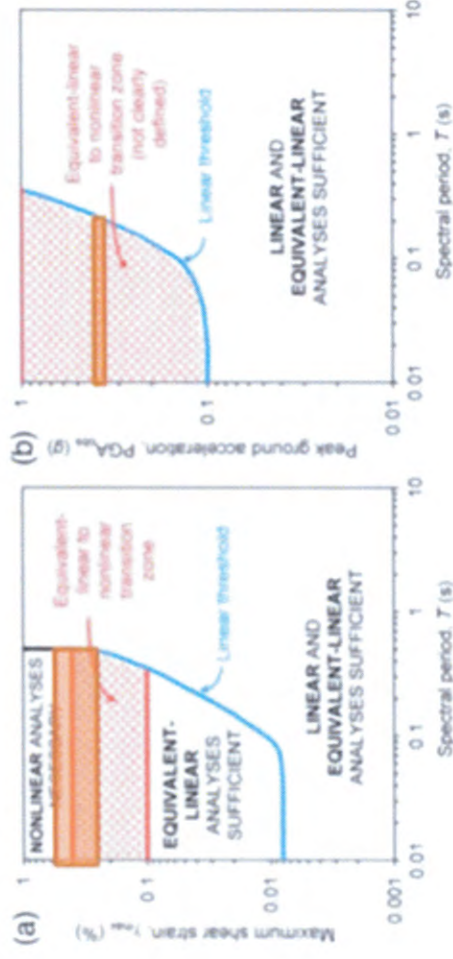 (a)
Maximum shear strain, γmax (%)
1
0.1
0.01
0.001
NONLINEAR ANALYSES
Equivalent-
linear to
nonlinear
transition
zone
EQUIVALENT-
LINEAR
ANALYSES
SUFFICIENT
Linear threshold
LINEAR AND
EQUIVALENT-LINEAR
ANALYSES SUFFICIENT
0.01
0.1
1
10
Spectral period, T (s)
(b)
Peak ground acceleration, PGAobs (g)
1
0.1
0.01
Equivalent-linear
to nonlinear
transition zone
(not clearly
defined)
Linear threshold
LINEAR AND
EQUIVALENT-LINEAR
ANALYSES SUFFICIENT
0.01
0.1
1
10
Spectral period, T (s)